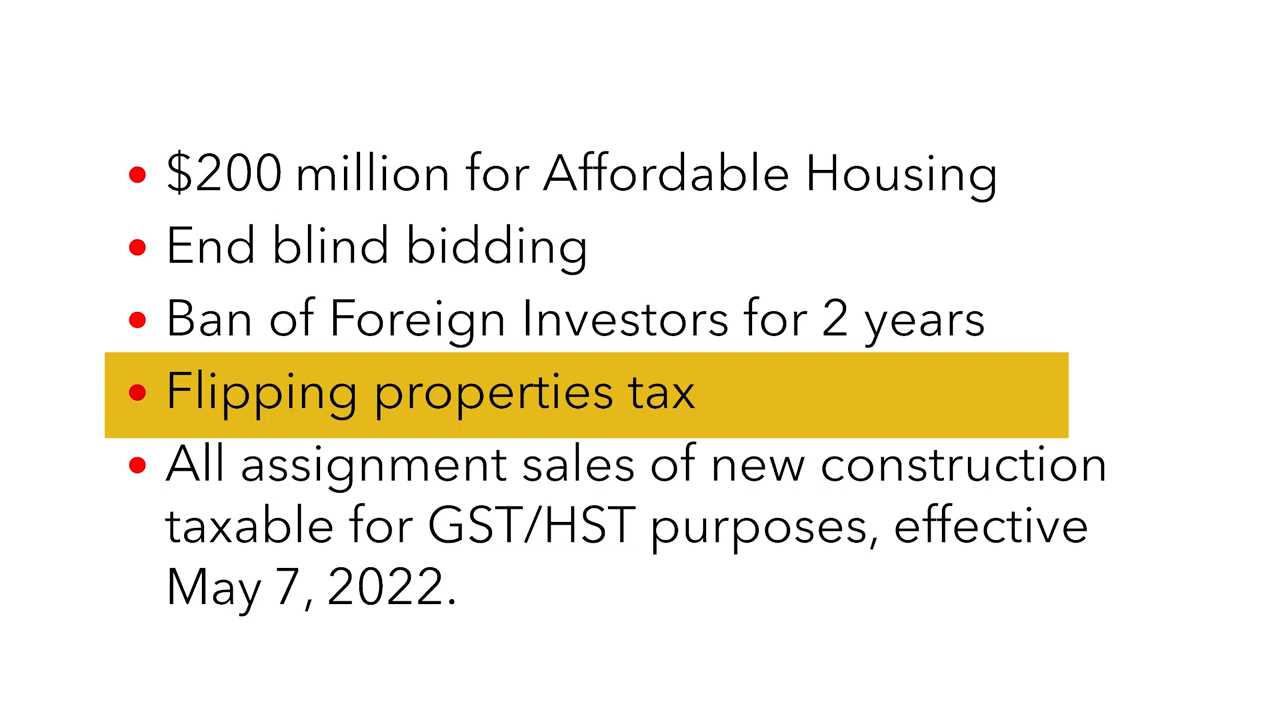 • $200 million for Affordable Housing
• End blind bidding
• Ban of Foreign Investors for 2 years
• Flipping properties tax
• All assignment sales of new construction
taxable for GST/HST purposes, effective
May 7, 2022.